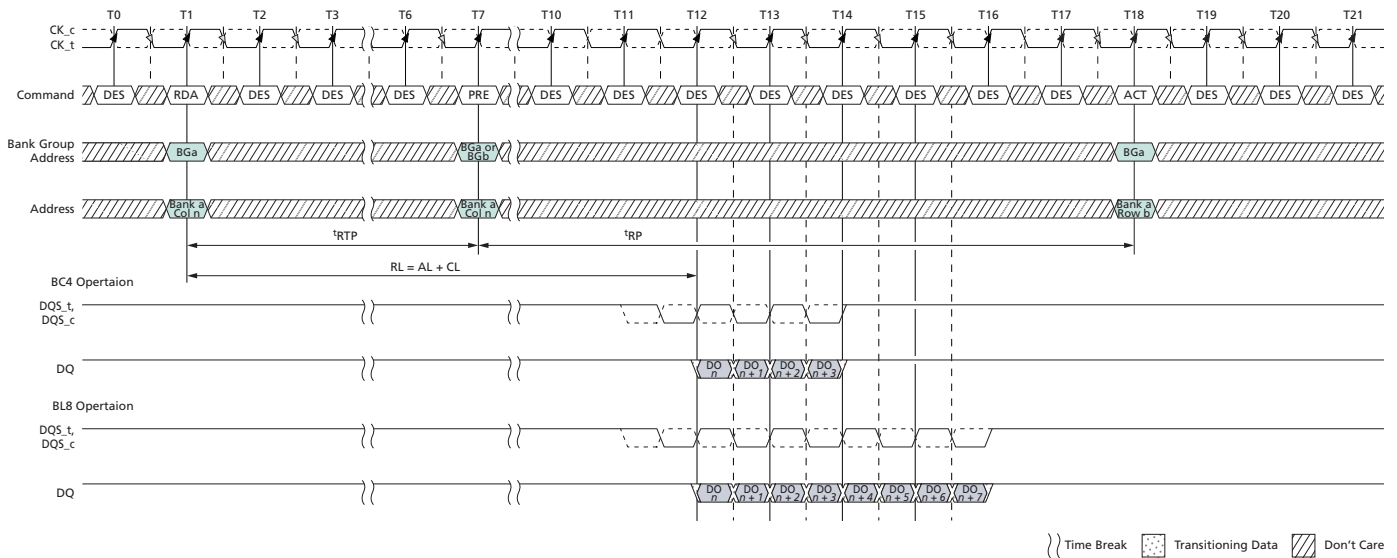 T0 T1 T2 T3 T6 T7 T10 T11 T12 T13 T14 T15 T16 T17 T18 T19 T20 T21
CK_c
CK_t
Command DES RDA DES DES DES PRE DES DES DES DES DES DES DES DES ACT DES DES DES
Bank Group
Address
BGa
BGa or
BGb
BGa
Address
Bank a
Col n
Bank a
Col n
Bank a
Row b
tRTP tRP
RL = AL + CL
BC4 Opertaion
DQS_t,
DQS_c
DQ
DO
n
DO
n + 1
DO
n + 2
DO
n + 3
BL8 Opertaion
DQS_t,
DQS_c
DQ
DO
n
DO
n + 1
DO
n + 2
DO
n + 3
DO
n + 4
DO
n + 5
DO
n + 6
DO
n + 7
Time Break Transitioning Data Don't Care